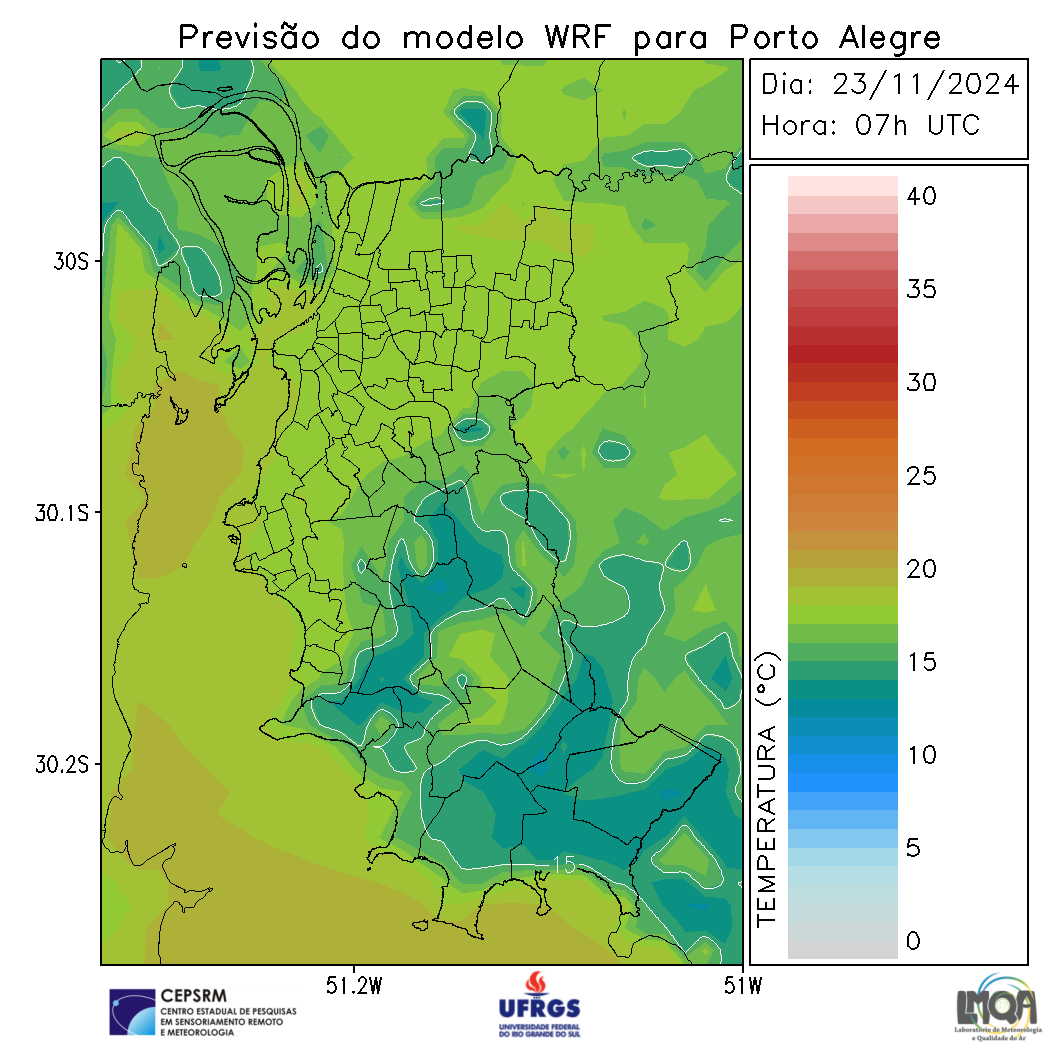 Previsão do modelo WRF para Porto Alegre
Dia: 23/11/2024
Hora: 07h UTC
40
35
30
25
20
15
10
5
0
TEMPERATURA (°C)
30S
30.1S
30.2S
15
51.2W
51W
CEPSRM
CENTRO ESTADUAL DE PESQUISAS
EM SENSORIAMENTO REMOTO
E METEOROLOGIA
UFRGS
UNIVERSIDADE FEDERAL
DO RIO GRANDE DO SUL
LMQA
Laboratório de Meteorologia
e Qualidade do Ar